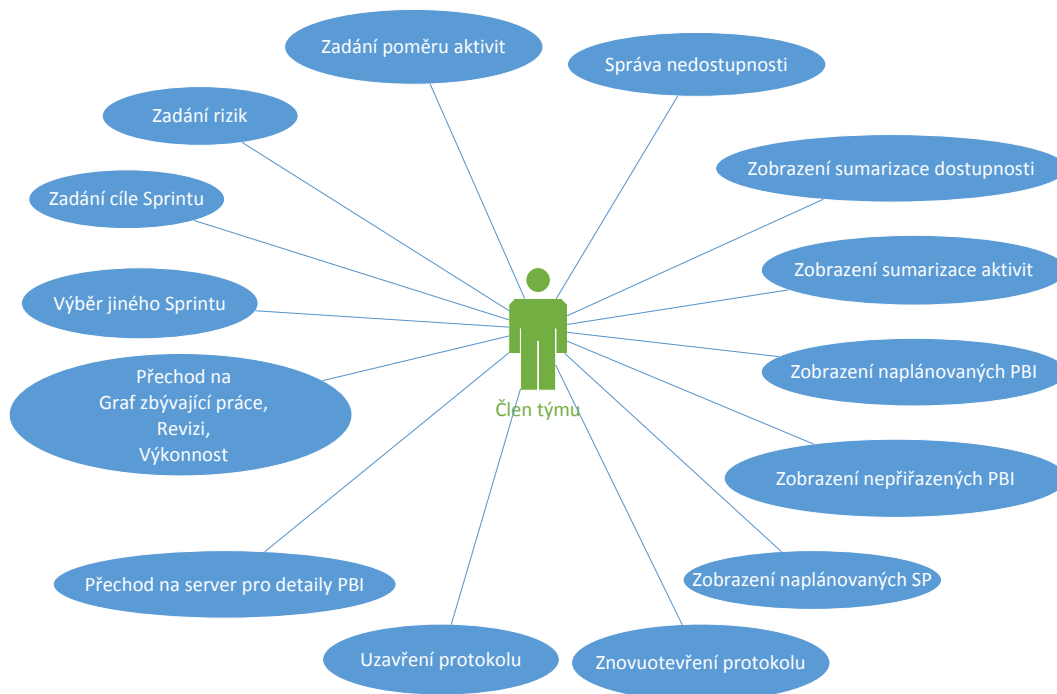 Zadání poměru aktivit
Správa nedostupnosti
Zadání rizik
Zobrazení sumarizace dostupnosti
Zadání cíle Sprintu
Zobrazení sumarizace aktivit
Výběr jiného Sprintu
Přechod na
Graf zbývající práce,
Revizi,
Výkonnost
Zobrazení naplánovaných PBI
Člen týmu
Zobrazení nepřiřazených PBI
Přechod na server pro detaily PBI
Zobrazení naplánovaných SP
Uzavření protokolu
Znovuotevření protokolu